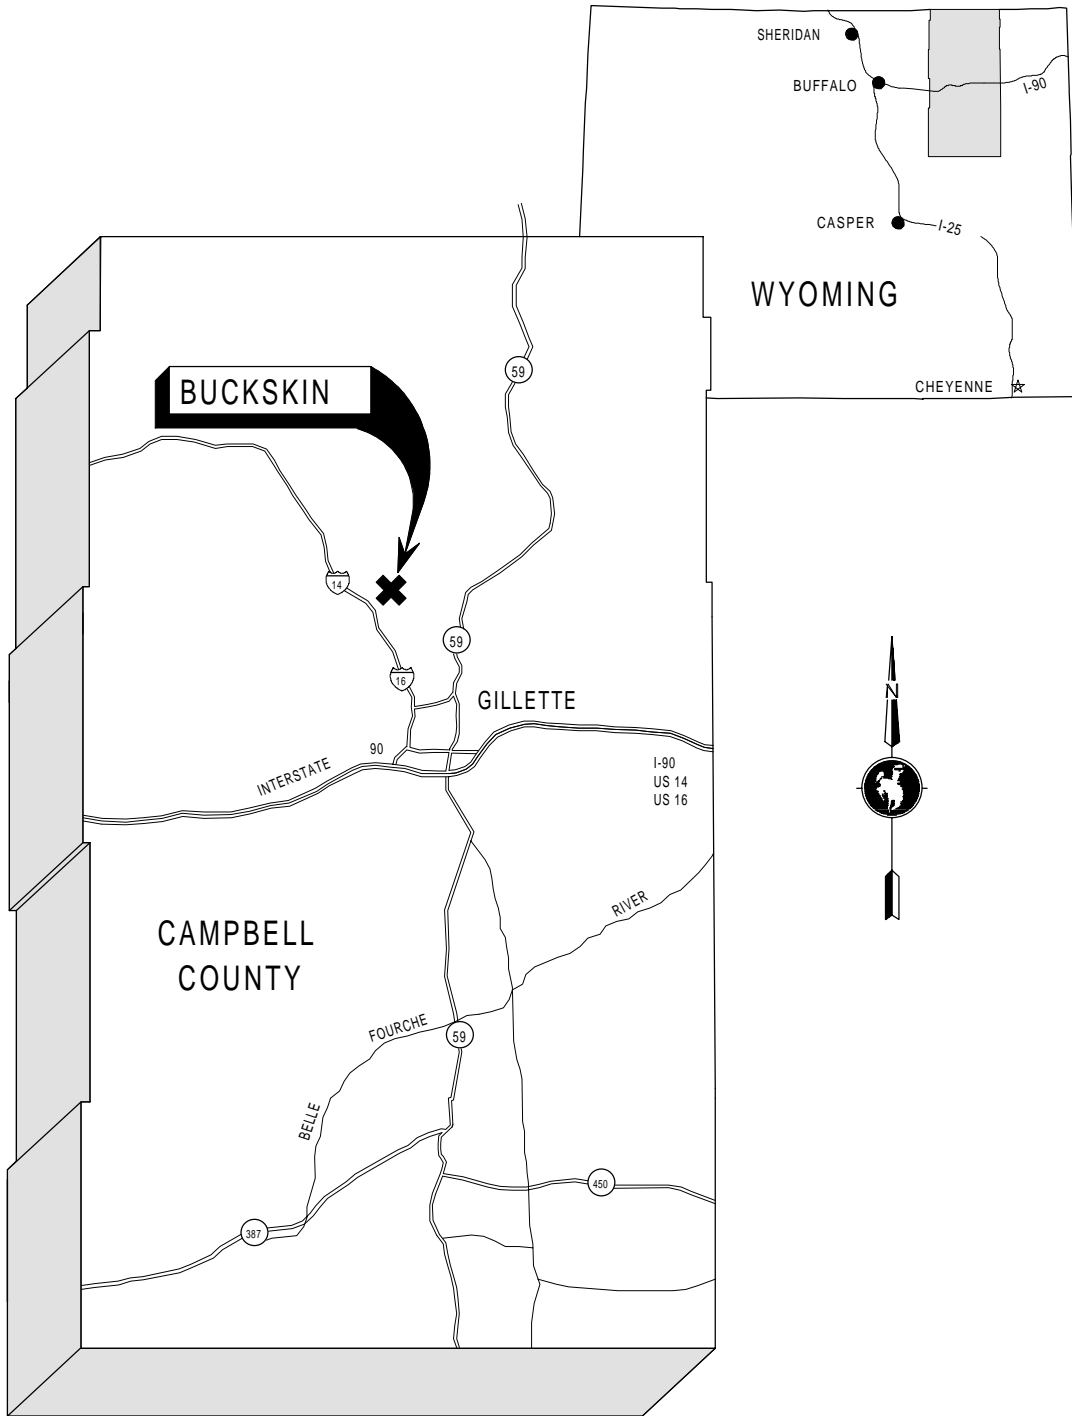 SHERIDAN
BUFFALO
I-90
CASPER
I-25
WYOMING
CHEYENNE
59
BUCKSKIN
14
59
16
GILLETTE
90
INTERSTATE
I-90
US 14
US 16
N
CAMPBELL
COUNTY
RIVER
FOURCHE
59
BELLE
450
387